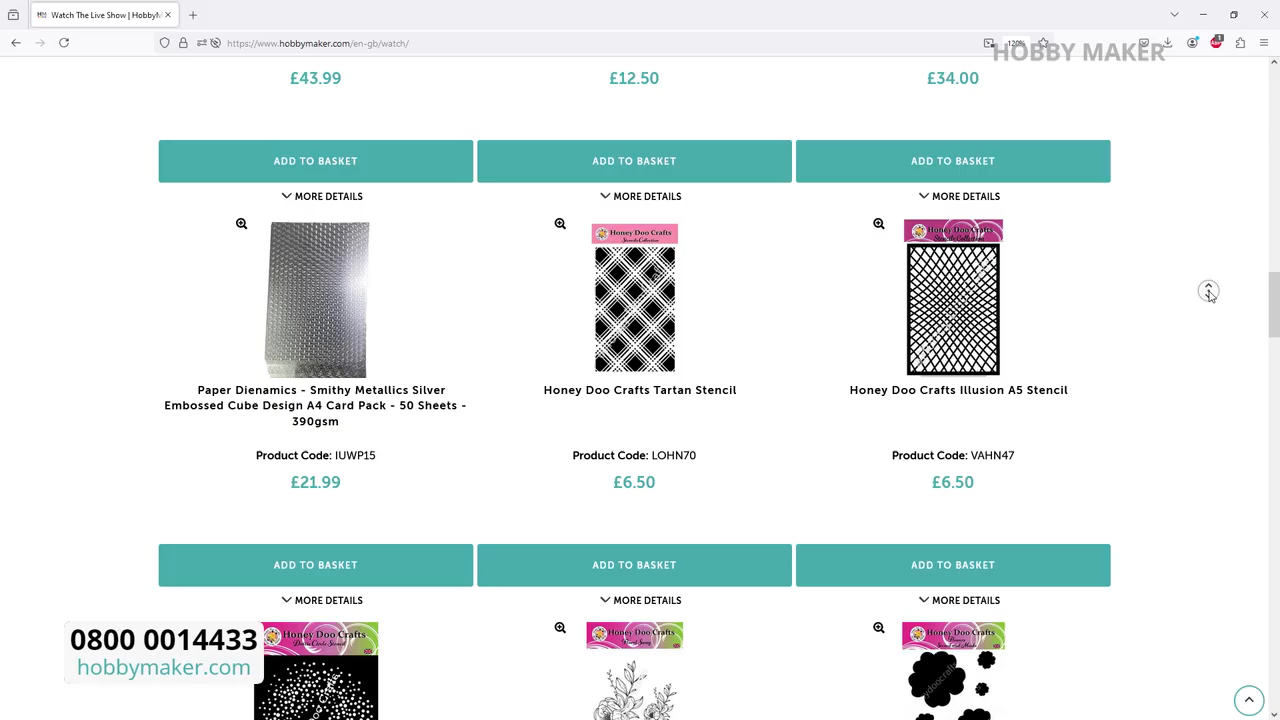 Watch The Live Show | HobbyM
https://www.hobbymaker.com/en-gb/watch/
120%
HOBBY MAKER
£43.99
£12.50
£34.00
ADD TO BASKET
ADD TO BASKET
ADD TO BASKET
MORE DETAILS
MORE DETAILS
MORE DETAILS
Honey Doo Crafts
Stencils Collection
Honey Doo Crafts
Stencils Collection
Paper Dienamics - Smithy Metallics Silver
Embossed Cube Design A4 Card Pack - 50 Sheets -
390gsm
Honey Doo Crafts Tartan Stencil
Honey Doo Crafts Illusion A5 Stencil
Product Code: IUWP15
Product Code: LOHN70
Product Code: VAHN47
£21.99
£6.50
£6.50
ADD TO BASKET
ADD TO BASKET
ADD TO BASKET
MORE DETAILS
MORE DETAILS
MORE DETAILS
0800 0014433
hobbymaker.com
Honey Doo Crafts
Honey Doo Crafts
Honey Doo Crafts